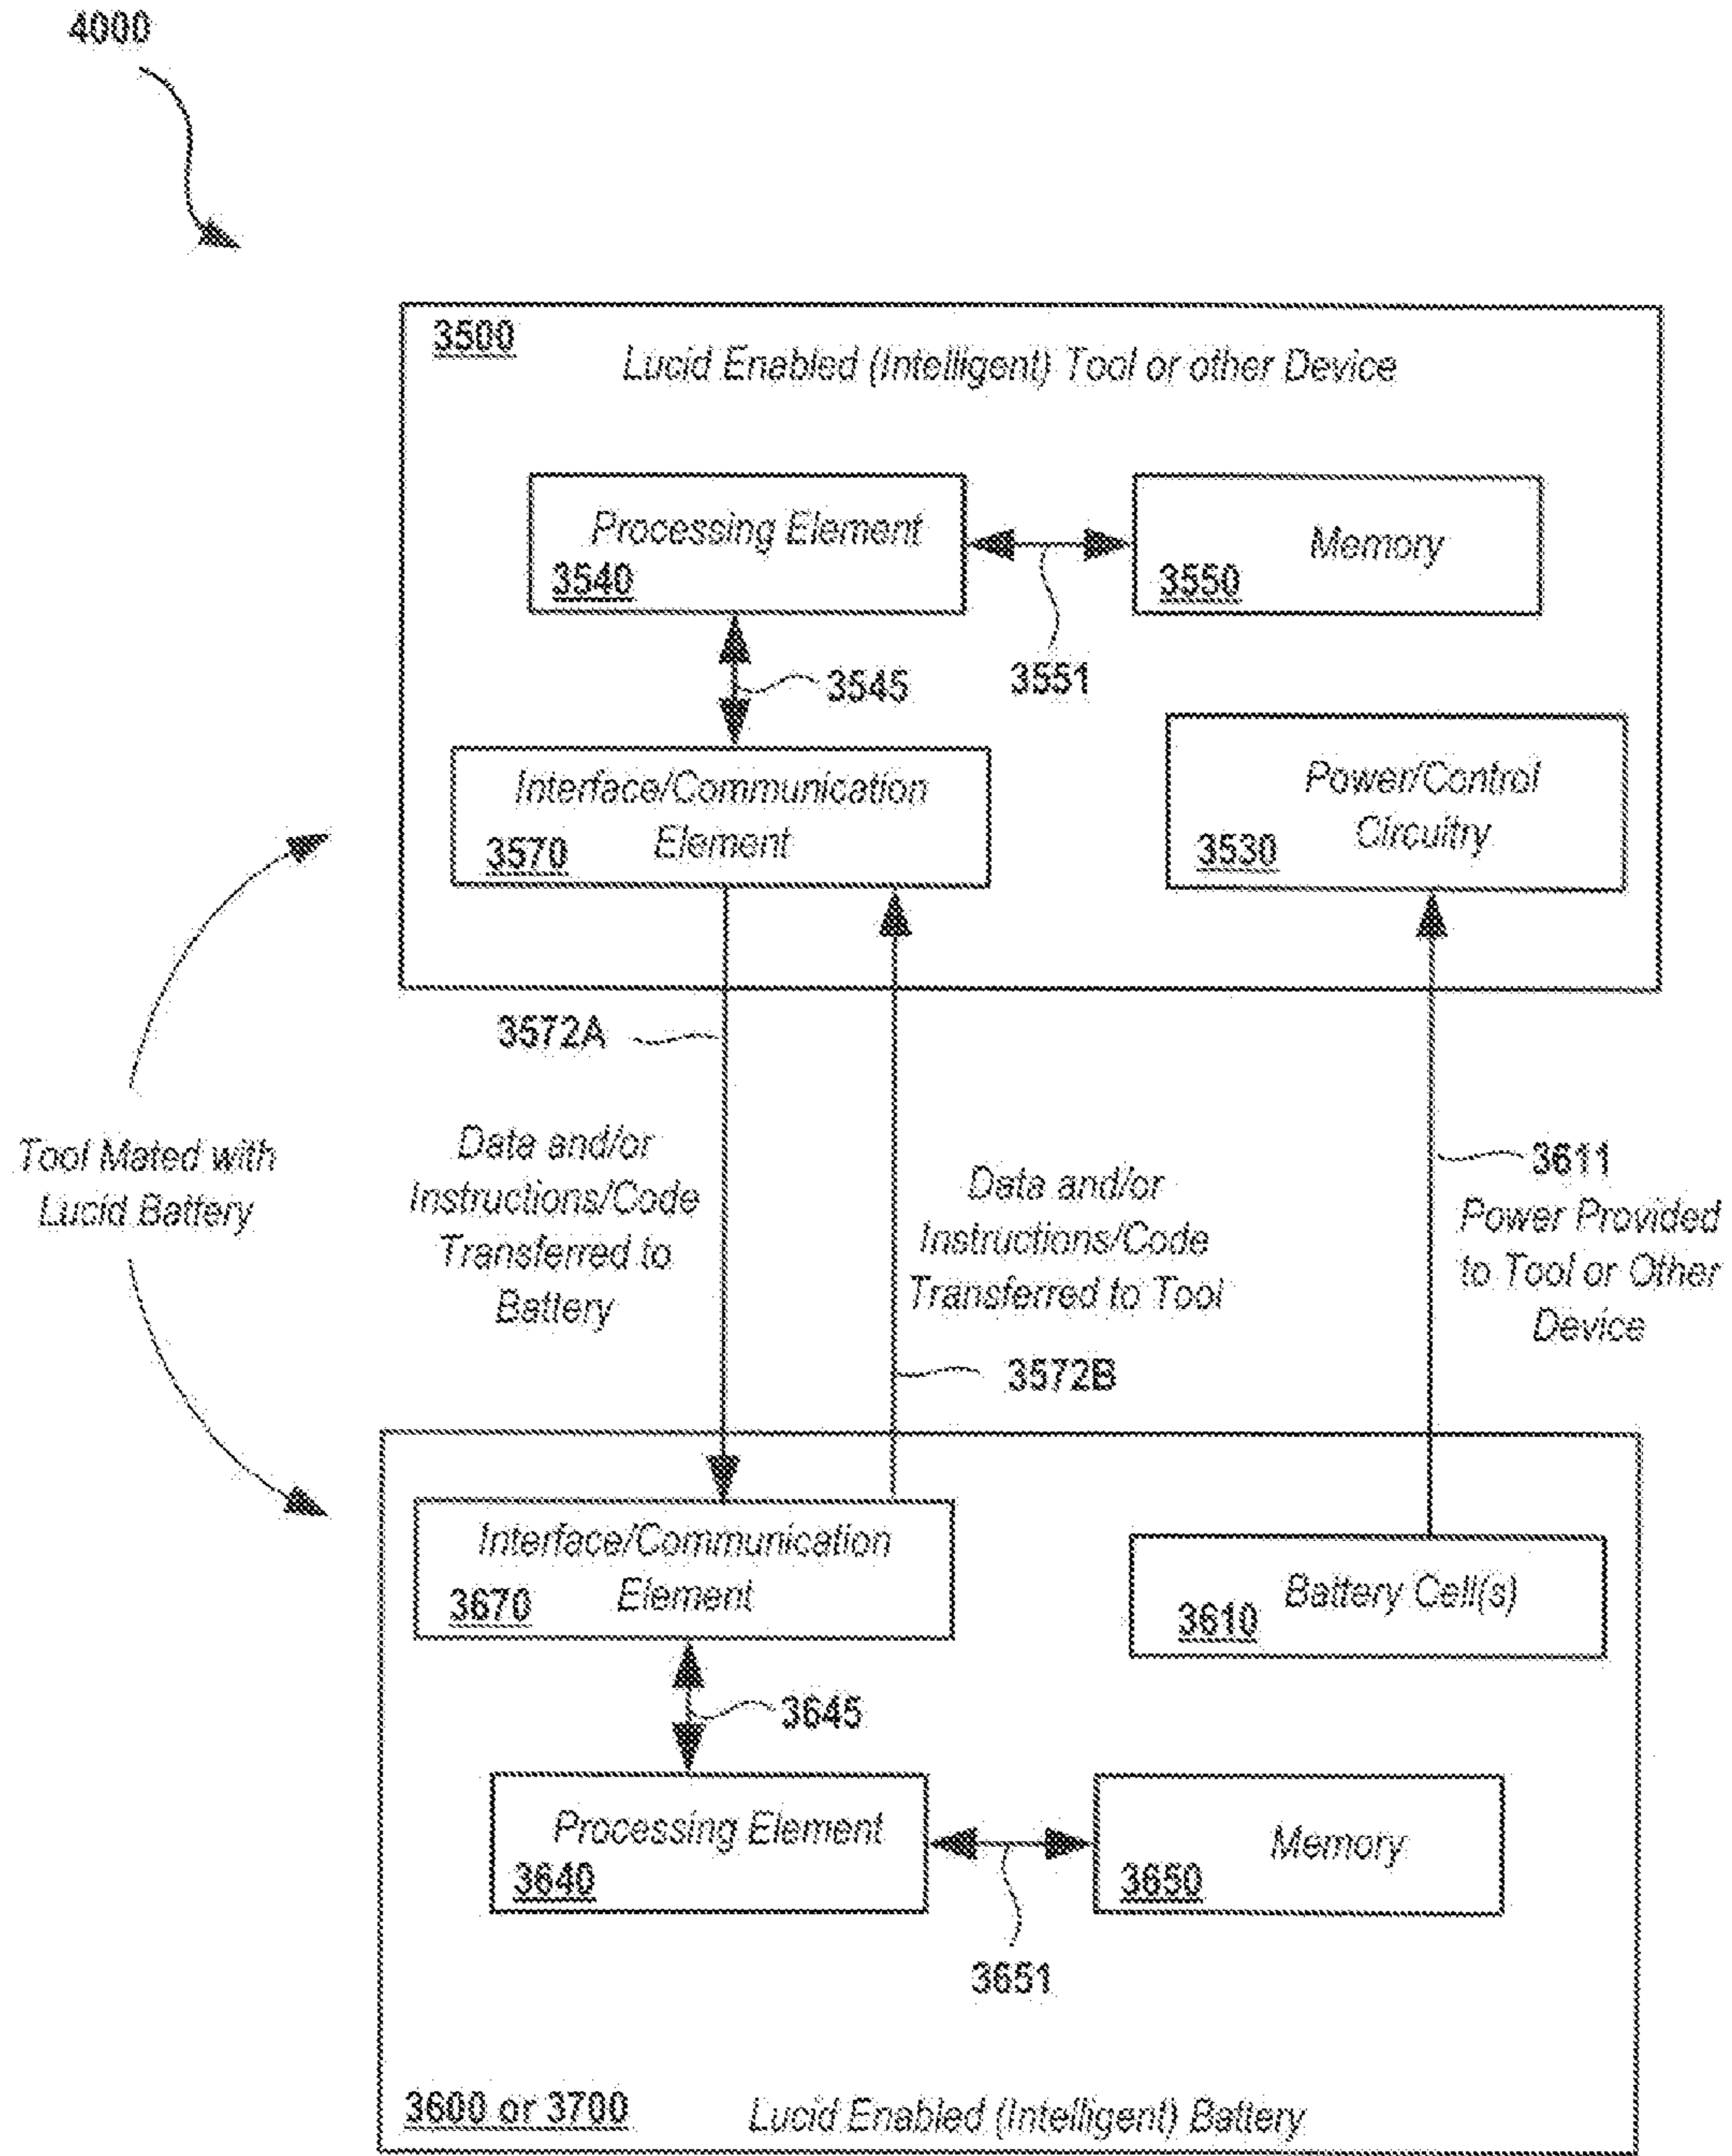 4000
3500
Lucid Enabled (Intelligent) Tool or other Device
Processing Element
3540
Memory
3550
3551
3545
Interface/Communication
Element
3570
Power/Control
Circuitry
3530
3572A
Tool Mated with
Lucid Battery
Data and/or
Instructions/Code
Transferred to
Battery
Data and/or
Instructions/Code
Transferred to Tool
3572B
3611
Power Provided
to Tool or Other
Device
Interface/Communication
Element
3670
Battery Cell(s)
3610
3645
Processing Element
3640
Memory
3650
3651
3600 or 3700
Lucid Enabled (Intelligent) Battery